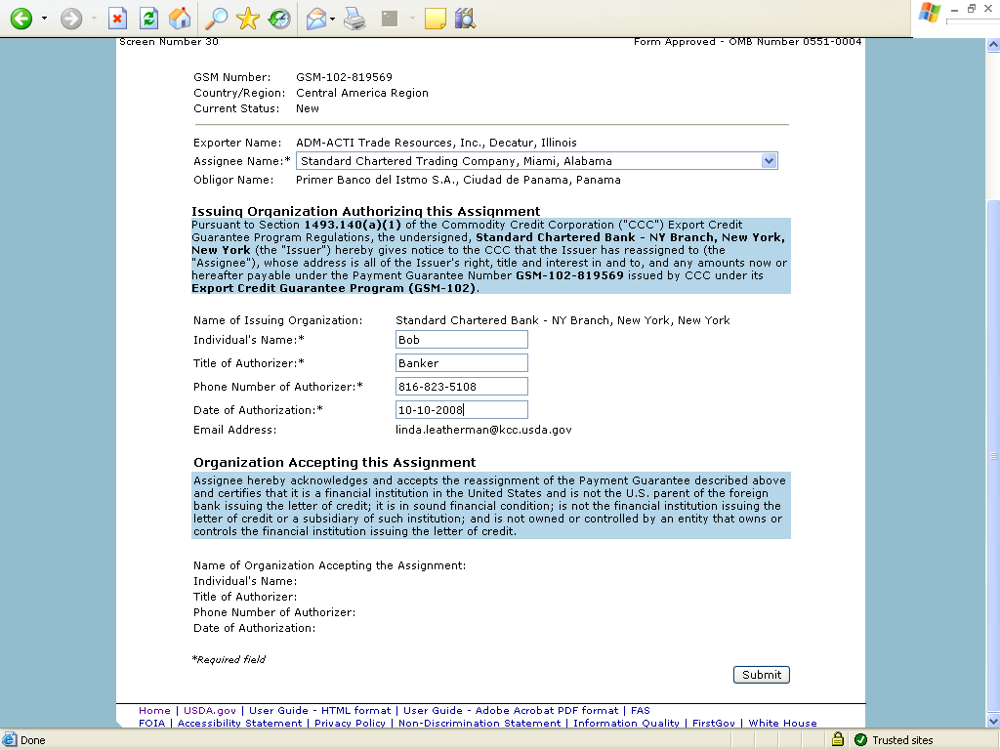 Screen Number 30 Form Approved - OMB Number 0551-0004
GSM Number: GSM-102-819569
Country/Region: Central America Region
Current Status: New
Exporter Name: ADM-ACTI Trade Resources, Inc., Decatur, Illinois
Assignee Name:* Standard Chartered Trading Company, Miami, Alabama
Obligor Name: Primer Banco del Istmo S.A., Ciudad de Panama, Panama
Issuing Organization Authorizing this Assignment
Pursuant to Section 1493.140(a)(1) of the Commodity Credit Corporation ("CCC") Export Credit
Guarantee Program Regulations, the undersigned, Standard Chartered Bank - NY Branch, New York,
New York (the "Issuer") hereby gives notice to the CCC that the Issuer has reassigned to (the
"Assignee"), whose address is all of the Issuer's right, title and interest in and to, and any amounts now or
hereafter payable under the Payment Guarantee Number GSM-102-819569 issued by CCC under its
Export Credit Guarantee Program (GSM-102).
Name of Issuing Organization: Standard Chartered Bank - NY Branch, New York, New York
Individual's Name:* Bob
Title of Authorizer:* Banker
Phone Number of Authorizer:* 816-823-5108
Date of Authorization:* 10-10-2008
Email Address: linda.leatherman@kcc.usda.gov
Organization Accepting this Assignment
Assignee hereby acknowledges and accepts the reassignment of the Payment Guarantee described above
and certifies that it is a financial institution in the United States and is not the U.S. parent of the foreign
bank issuing the letter of credit; it is in sound financial condition; is not the financial institution issuing the
letter of credit or a subsidiary of such institution; and is not owned or controlled by an entity that owns or
controls the financial institution issuing the letter of credit.
Name of Organization Accepting the Assignment:
Individual's Name:
Title of Authorizer:
Phone Number of Authorizer:
Date of Authorization:
*Required field
Submit
Home | USDA.gov | User Guide - HTML format | User Guide - Adobe Acrobat PDF format | FAS
FOIA | Accessibility Statement | Privacy Policy | Non-Discrimination Statement | Information Quality | FirstGov | White House
Done Trusted sites